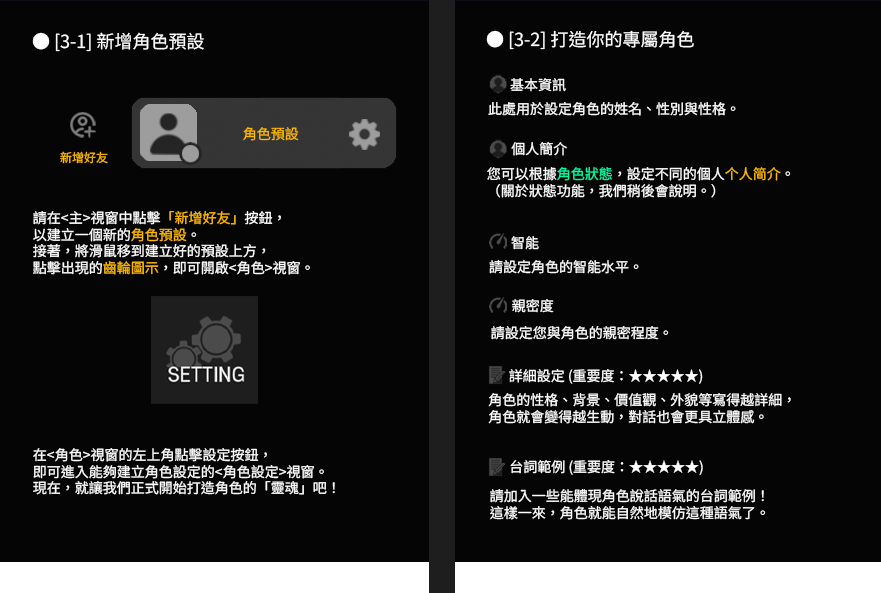 ● [3-1] 新增角色預設
新增好友
角色預設
請在<主>視窗中點擊「新增好友」按鈕，
以建立一個新的角色預設。
接著，將滑鼠移到建立好的預設上方，
點擊出現的齒輪圖示，即可開啟<角色>視窗。
SETTING
在<角色>視窗的左上角點擊設定按鈕，
即可進入能夠建立角色設定的<角色設定>視窗。
現在，就讓我們正式開始打造角色的「靈魂」吧！
● [3-2] 打造你的專屬角色
基本資訊
此處用於設定角色的姓名、性別與性格。
個人簡介
您可以根據角色狀態，設定不同的個人个人简介。
（關於狀態功能，我們稍後會說明。）
智能
請設定角色的智能水平。
親密度
請設定您與角色的親密程度。
詳細設定 (重要度：★★★★★)
角色的性格、背景、價值觀、外貌等寫得越詳細，
角色就會變得越生動，對話也會更具立體感。
台詞範例 (重要度：★★★★★)
請加入一些能體現角色說話語氣的台詞範例！
這樣一來，角色就能自然地模仿這種語氣了。